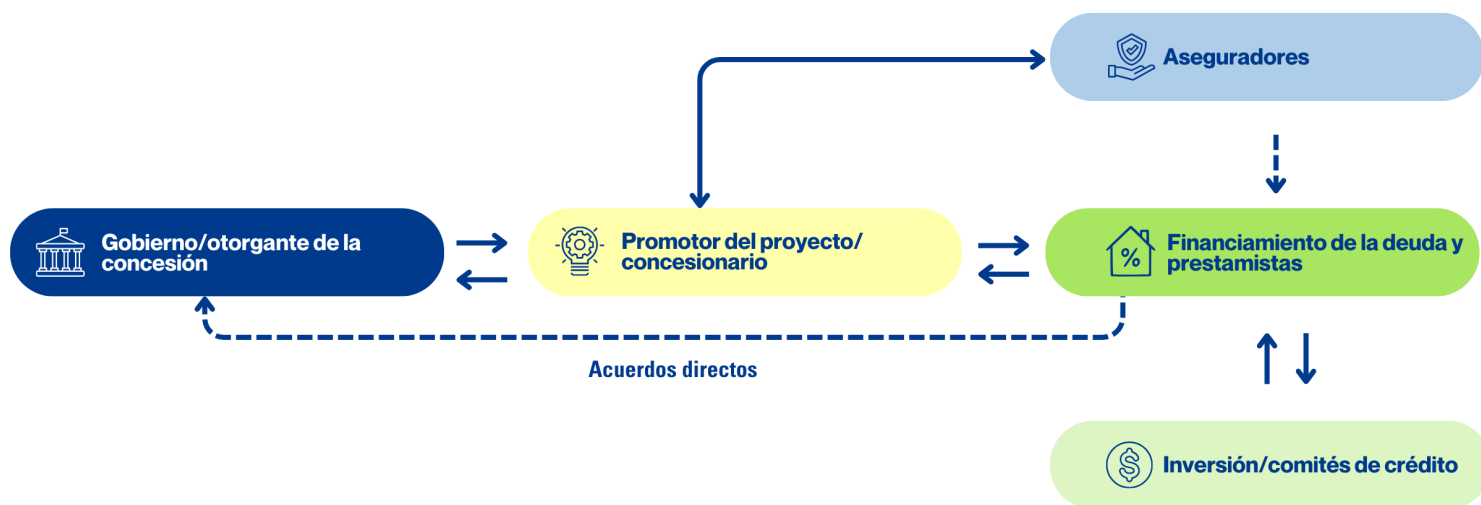 Aseguradores
Gobierno/otorgante de la
concesión
Promotor del proyecto/
concesionario
%
Financiamiento de la deuda y
prestamistas
Acuerdos directos
$
Inversión/comités de crédito